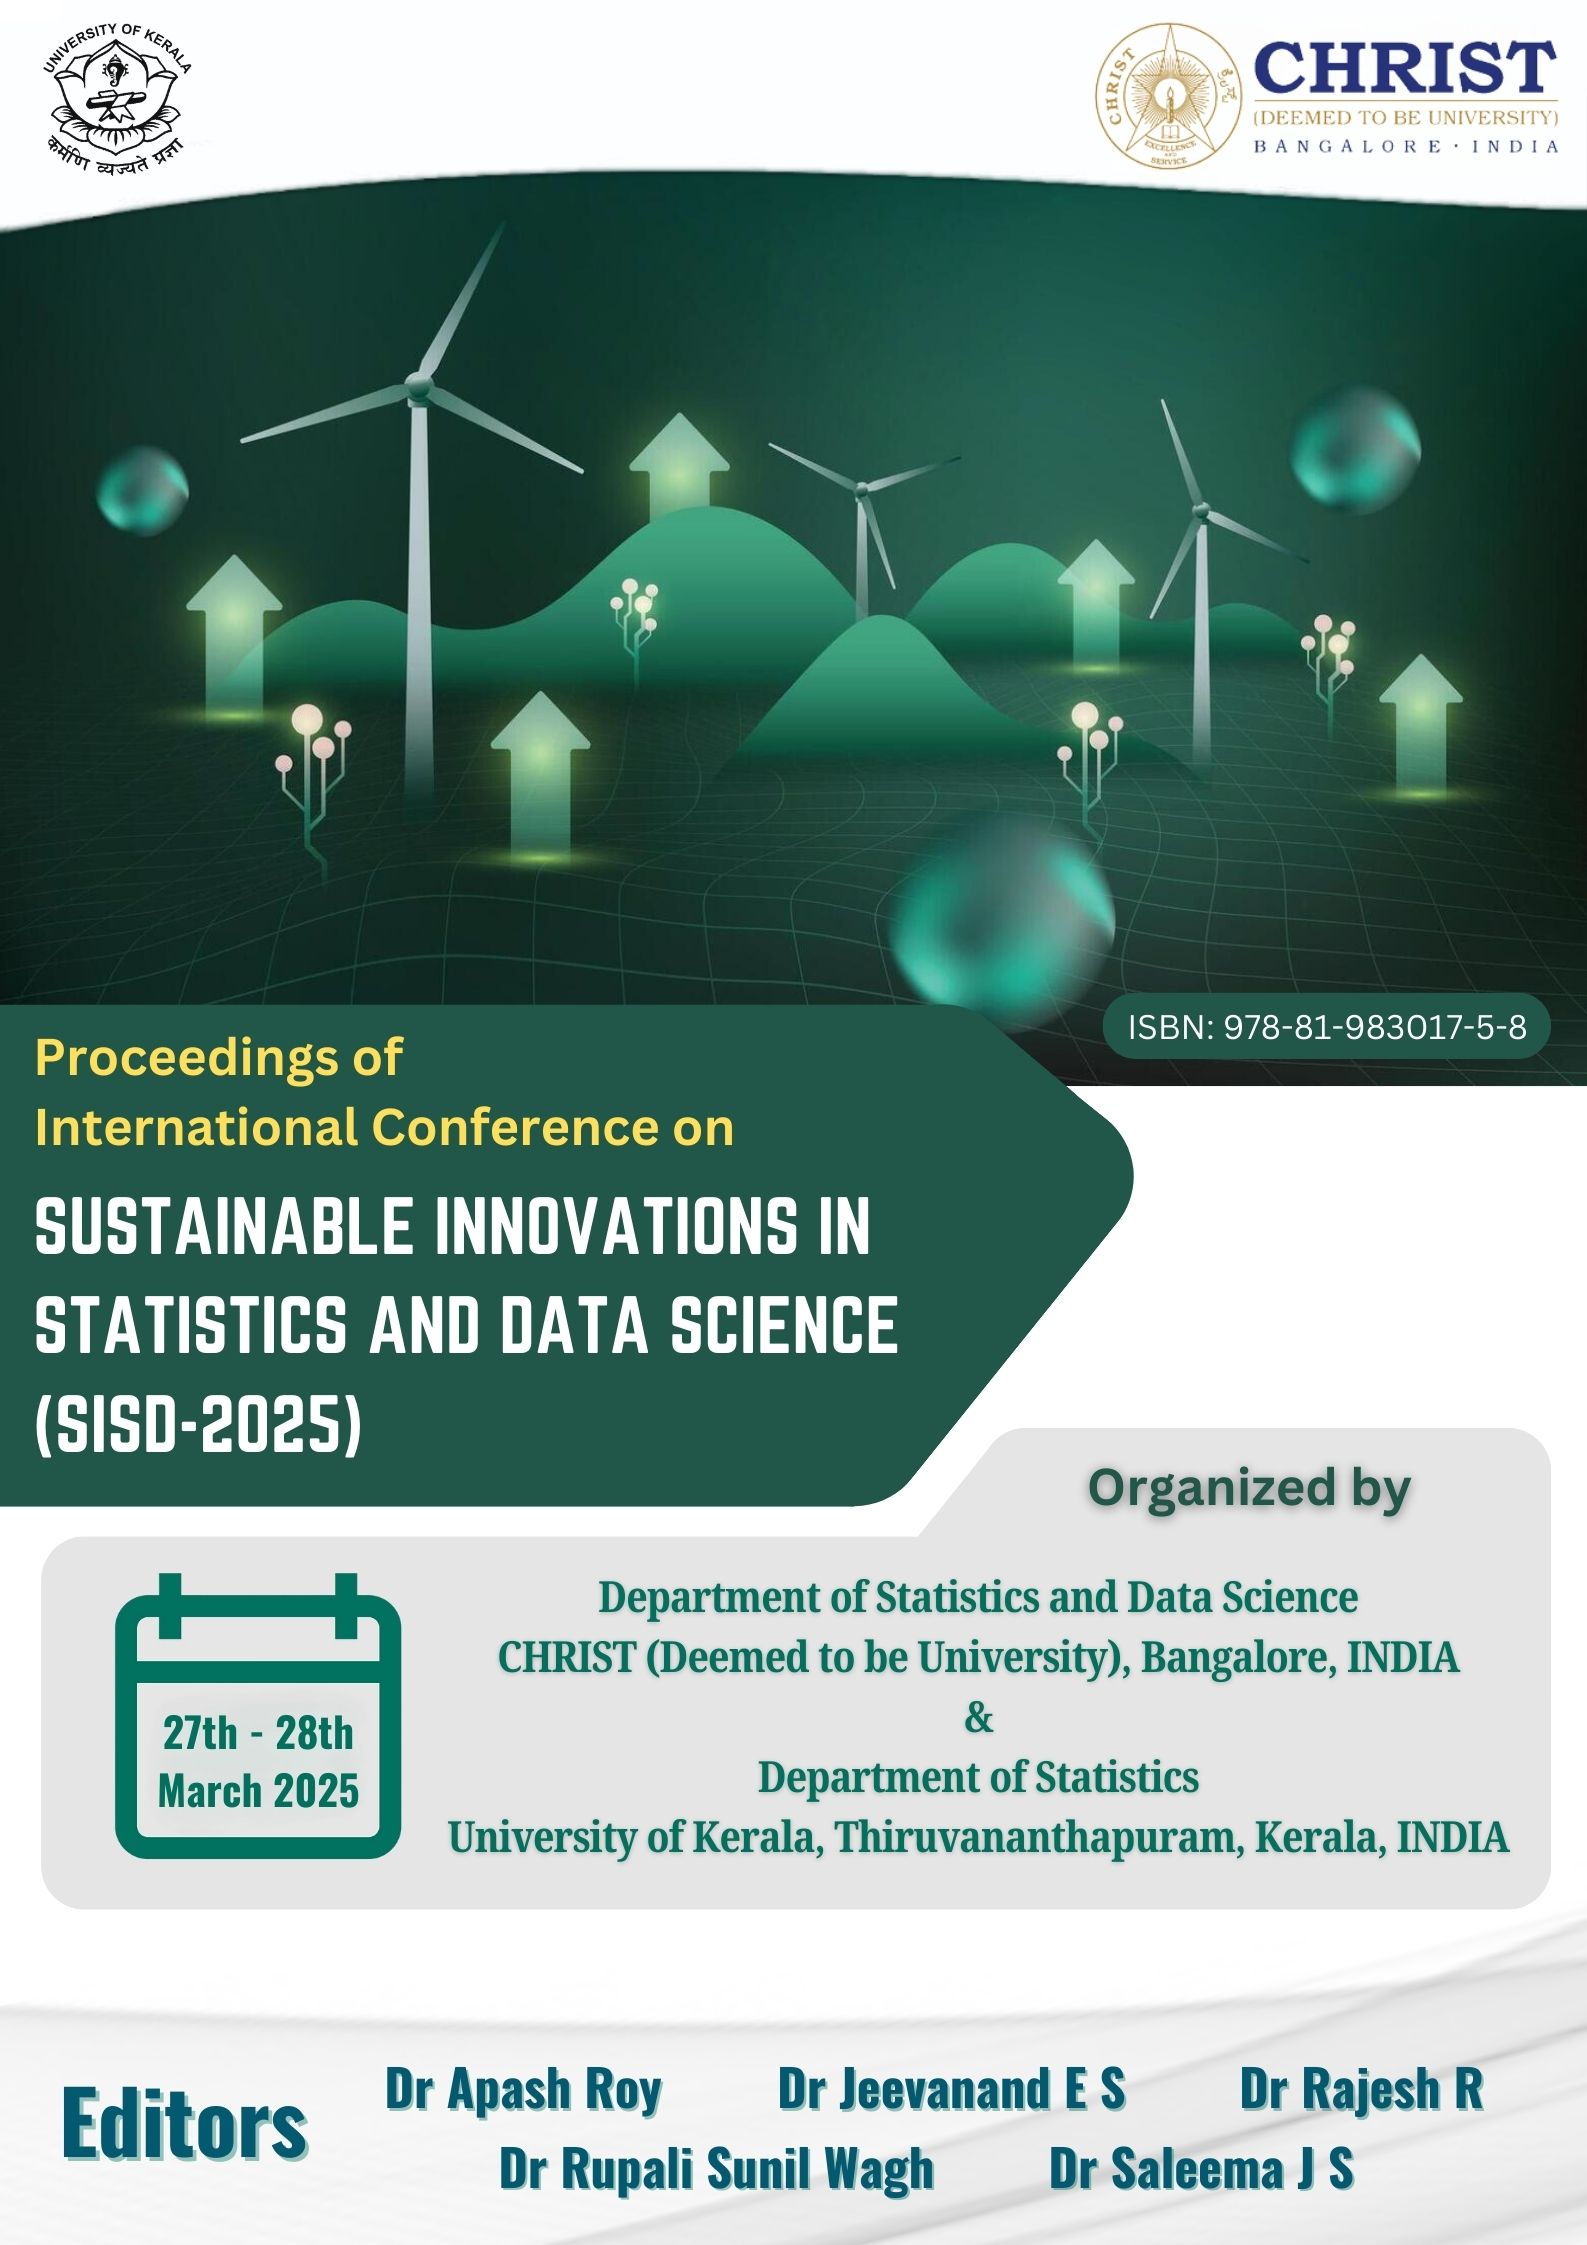 UNIVERSITY OF KERALA
कर्मणि व्यज्यते प्रज्ञा
CHRIST
EXCELLENCE
AND
SERVICE
CHRIST
(DEEMED TO BE UNIVERSITY)
BANGALORE · INDIA
ISBN: 978-81-983017-5-8
Proceedings of
International Conference on
SUSTAINABLE INNOVATIONS IN
STATISTICS AND DATA SCIENCE
(SISD-2025)
Organized by
27th - 28th
March 2025
Department of Statistics and Data Science
CHRIST (Deemed to be University), Bangalore, INDIA
&
Department of Statistics
University of Kerala, Thiruvananthapuram, Kerala, INDIA
Editors
Dr Apash Roy Dr Jeevanand E S Dr Rajesh R
Dr Rupali Sunil Wagh Dr Saleema J S